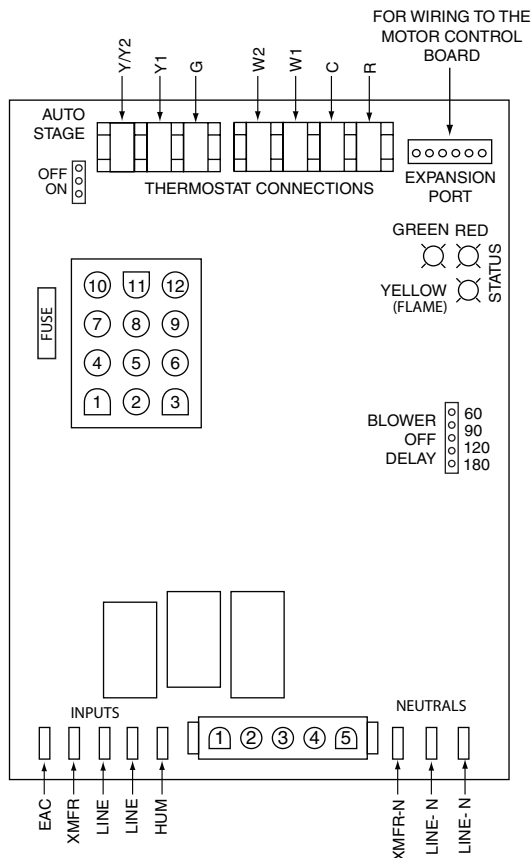 FOR WIRING TO THE
MOTOR CONTROL
BOARD
Y/Y2
Y1
G
W2
W1
C
R
AUTO
STAGE
OFF
ON
THERMOSTAT CONNECTIONS
EXPANSION
PORT
GREEN RED
YELLOW
(FLAME)
STATUS
FUSE
10 11 12
7 8 9
4 5 6
1 2 3
BLOWER
OFF
DELAY
60
90
120
180
INPUTS
NEUTRALS
1 2 3 4 5
EAC
XMFR
LINE
LINE
HUM
XMFR-N
LINE- N
LINE- N